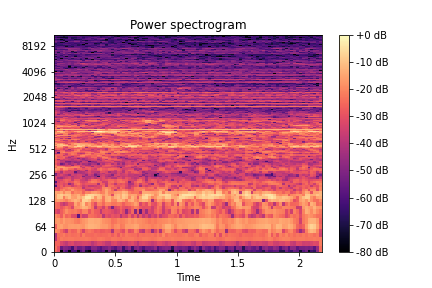 Power spectrogram
8192
4096
2048
1024
512
256
128
64
0
Hz
0
0.5
1
1.5
2
Time
+0 dB
-10 dB
-20 dB
-30 dB
-40 dB
-50 dB
-60 dB
-70 dB
-80 dB